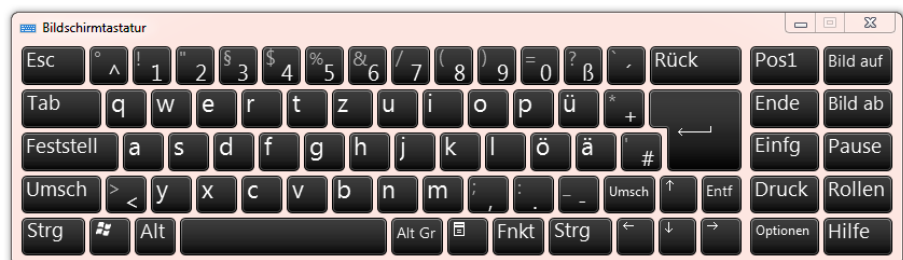 Bildschirmtastatur
Esc ° ^ ! 1 " 2 § 3 $ 4 % 5 & 6 / 7 ( 8 ) 9 = 0 ? ß ` ´ Rück Pos1 Bild auf
Tab q w e r t z u i o p ü * + Ende Bild ab
Feststell a s d f g h j k l ö ä ' # Einfg Pause
Umsch > < y x c v b n m ; , : . _ - Umsch ↑ Entf Druck Rollen
Strg Alt Alt Gr Fnkt Strg ← ↓ → Optionen Hilfe